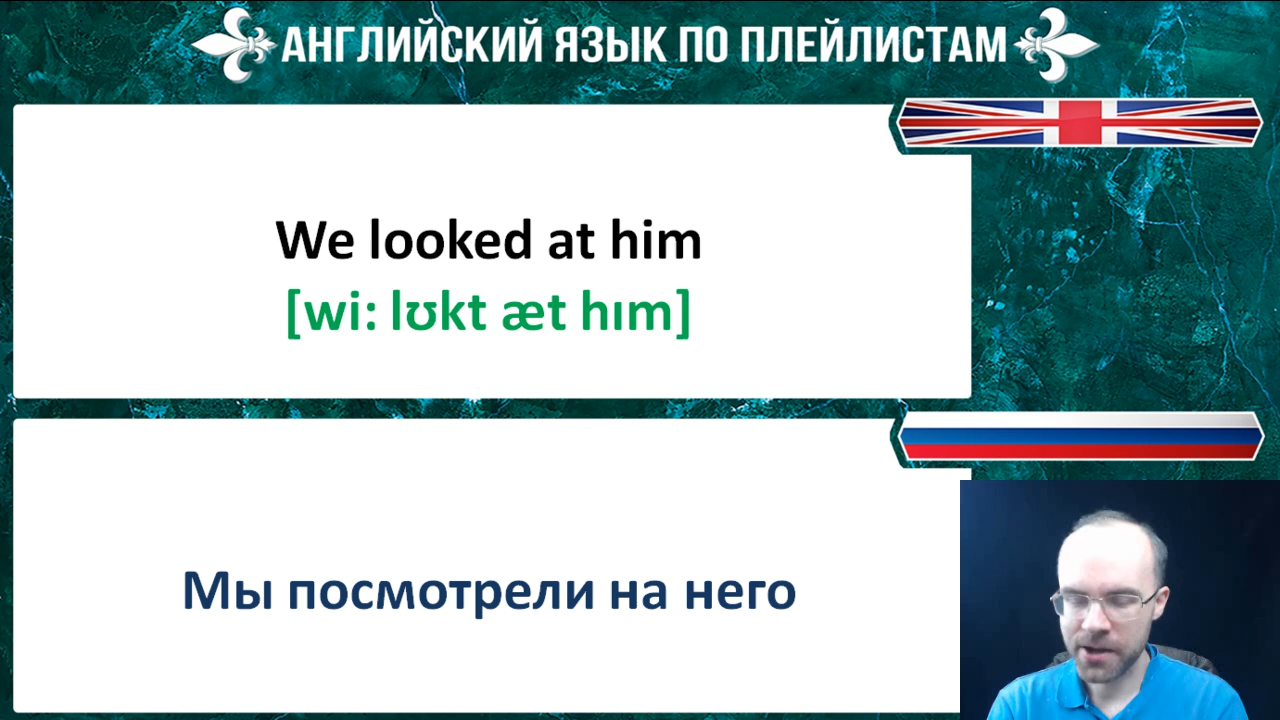 АНГЛИЙСКИЙ ЯЗЫК ПО ПЛЕЙЛИСТАМ
We looked at him
[wi: lʊkt æt hɪm]
Мы посмотрели на него